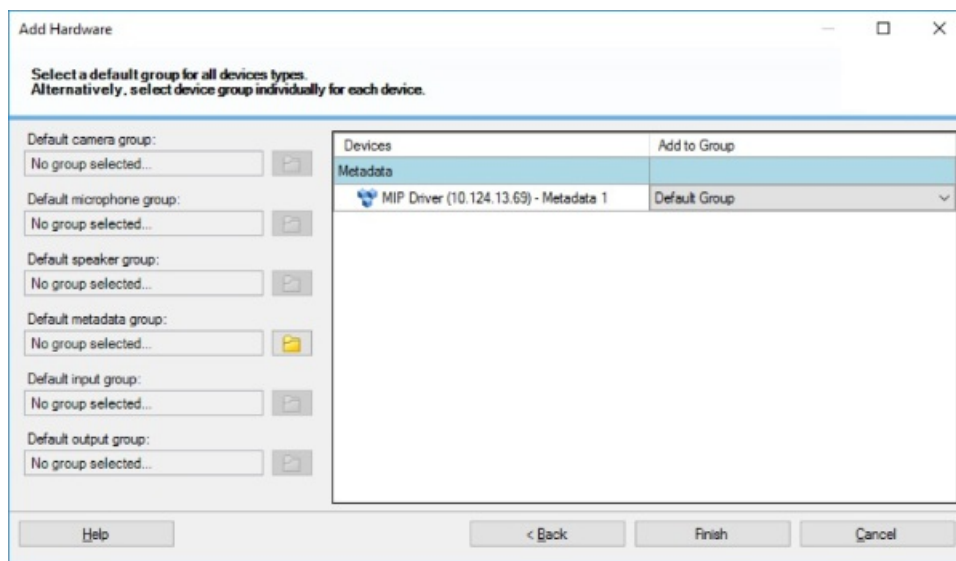 Add Hardware
Select a default group for all devices types.
Alternatively, select device group individually for each device.
Default camera group:
No group selected...
Default microphone group:
No group selected...
Default speaker group:
No group selected...
Default metadata group:
No group selected...
Default input group:
No group selected...
Default output group:
No group selected...
Devices Add to Group
Metadata
MIP Driver (10.124.13.69) - Metadata 1 Default Group
Help < Back Finish Cancel